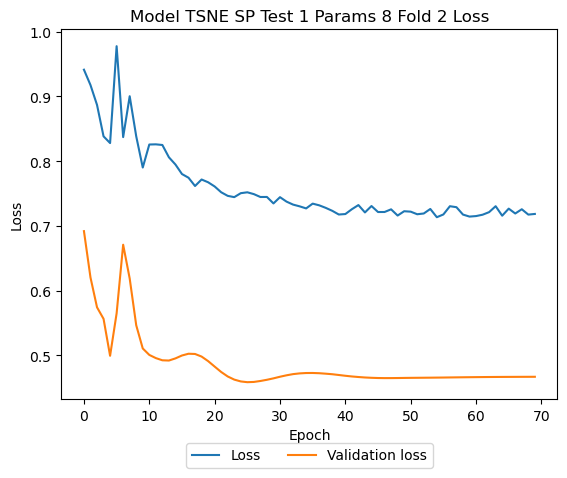 Model TSNE SP Test 1 Params 8 Fold 2 Loss
1.0
0.9
0.8
0.7
0.6
0.5
Loss
0 10 20 30 40 50 60 70
Epoch
Loss Validation loss